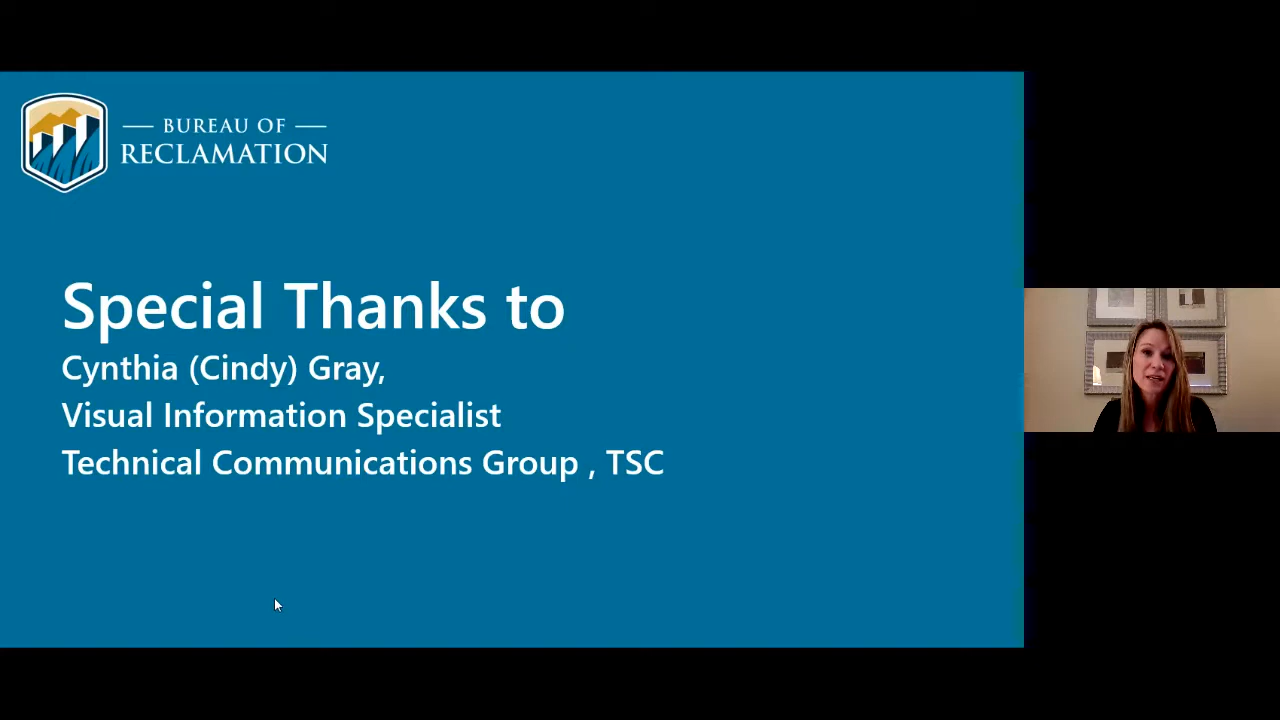 BUREAU OF
RECLAMATION
Special Thanks to
Cynthia (Cindy) Gray,
Visual Information Specialist
Technical Communications Group , TSC